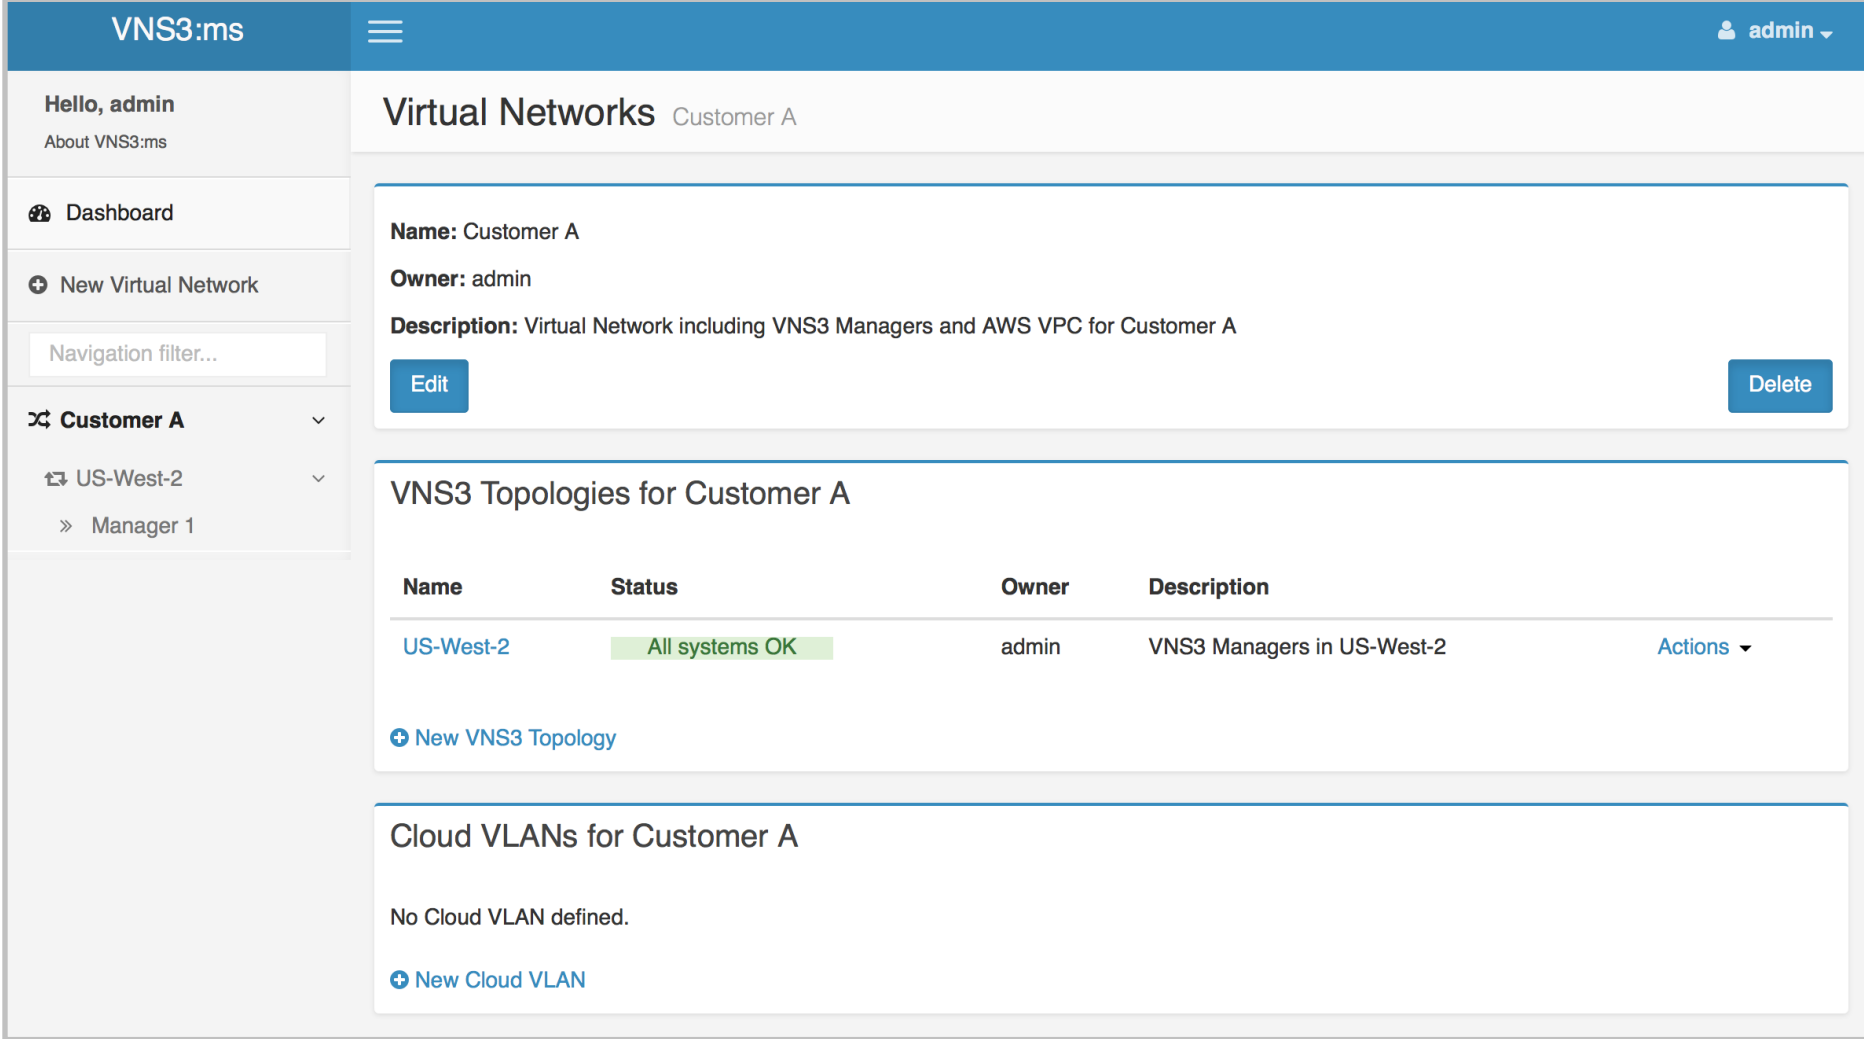 VNS3:ms
admin
Hello, admin
About VNS3:ms
Dashboard
New Virtual Network
Navigation filter...
Customer A
US-West-2
Manager 1
Virtual Networks Customer A
Name: Customer A
Owner: admin
Description: Virtual Network including VNS3 Managers and AWS VPC for Customer A
Edit
Delete
VNS3 Topologies for Customer A
Name Status Owner Description
US-West-2 All systems OK admin VNS3 Managers in US-West-2 Actions
New VNS3 Topology
Cloud VLANs for Customer A
No Cloud VLAN defined.
New Cloud VLAN